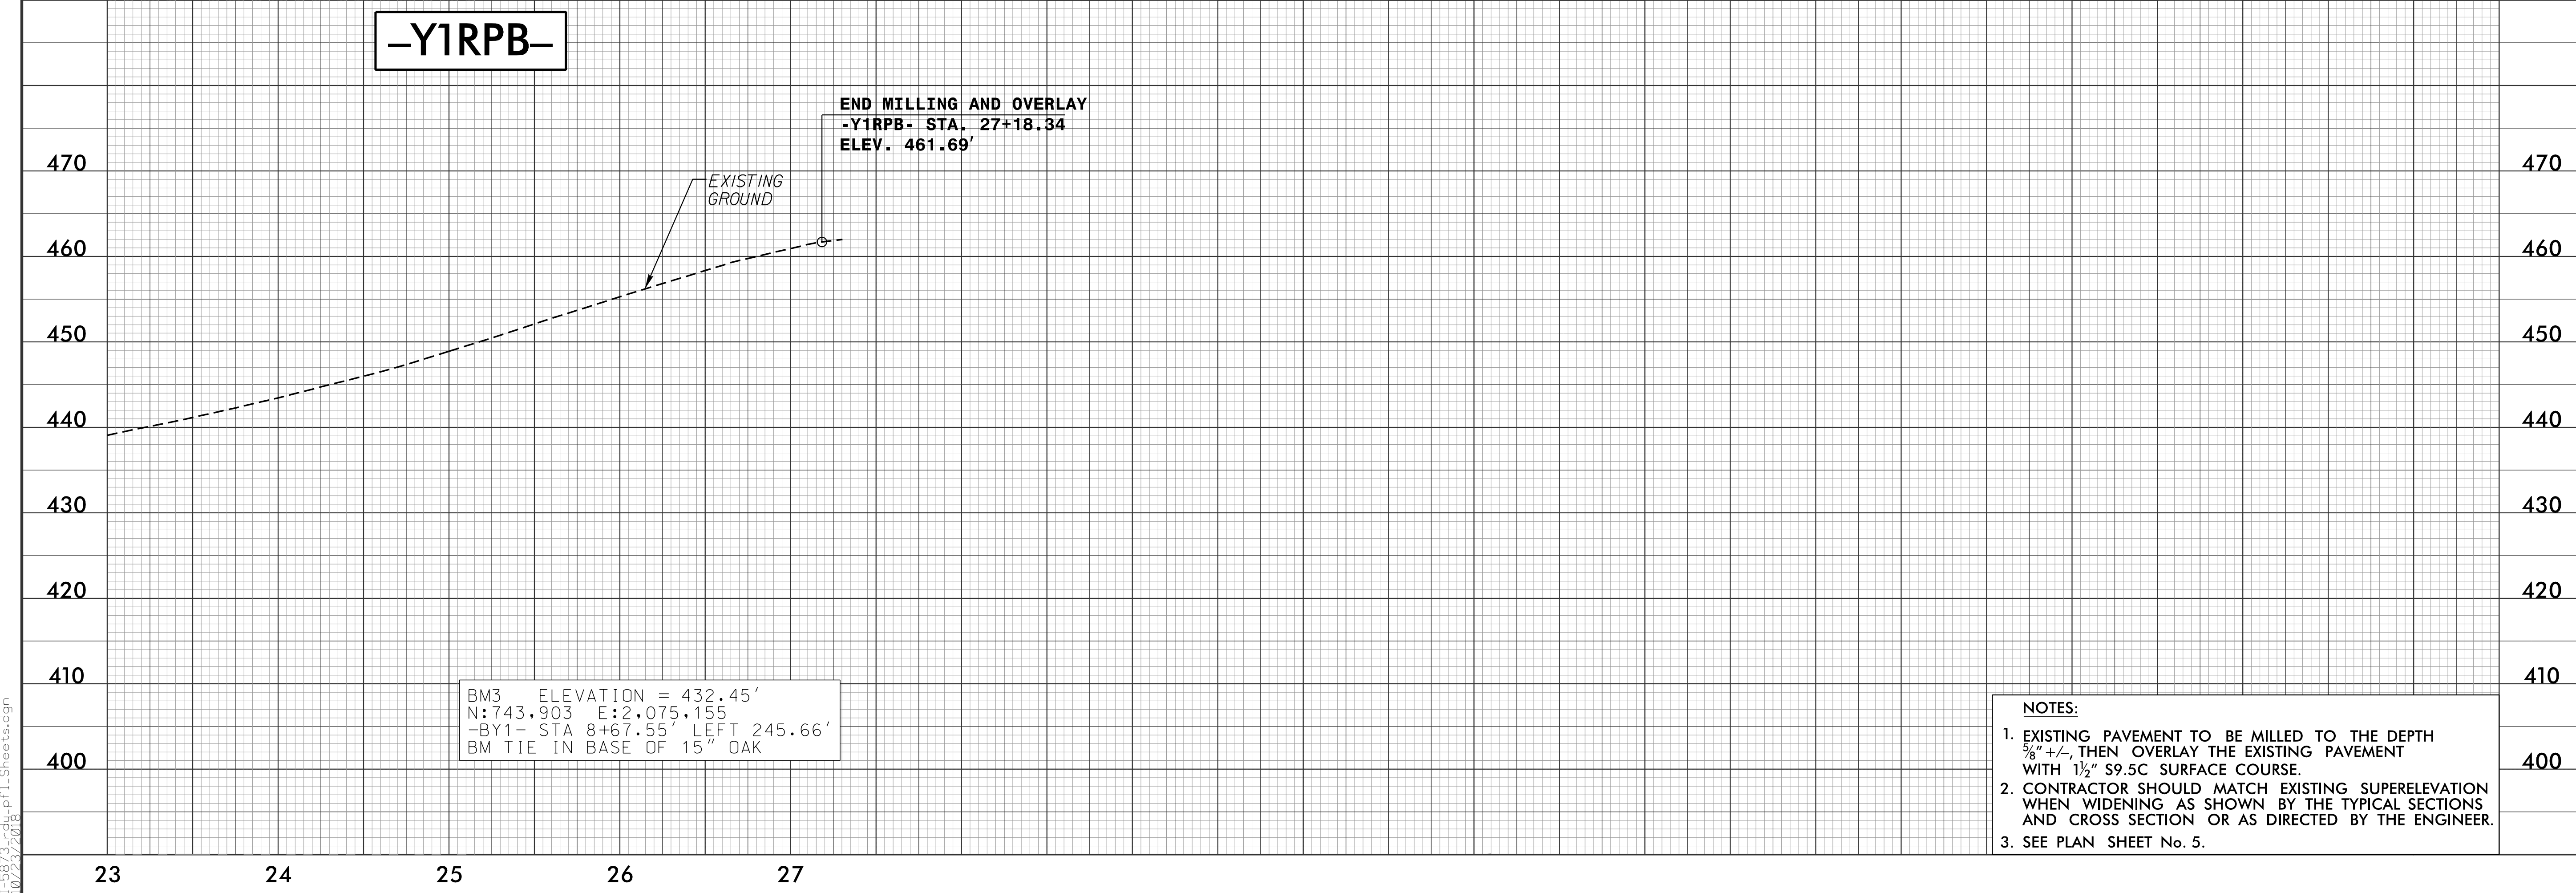 –Y1RPB–
END MILLING AND OVERLAY
-Y1RPB- STA. 27+18.34
ELEV. 461.69′
EXISTING
GROUND
470 470
460 460
450 450
440 440
430 430
420 420
410 410
400 400
BM3 ELEVATION = 432.45′
N:743,903 E:2,075,155
-BY1- STA 8+67.55′ LEFT 245.66′
BM TIE IN BASE OF 15″ OAK
NOTES:
1. EXISTING PAVEMENT TO BE MILLED TO THE DEPTH
⅝″ +/-, THEN OVERLAY THE EXISTING PAVEMENT
WITH 1½″ S9.5C SURFACE COURSE.
2. CONTRACTOR SHOULD MATCH EXISTING SUPERELEVATION
WHEN WIDENING AS SHOWN BY THE TYPICAL SECTIONS
AND CROSS SECTION OR AS DIRECTED BY THE ENGINEER.
3. SEE PLAN SHEET No. 5.
23 24 25 26 27
I-5873_rdy_pfl_Sheets.dgn
10/23/2018